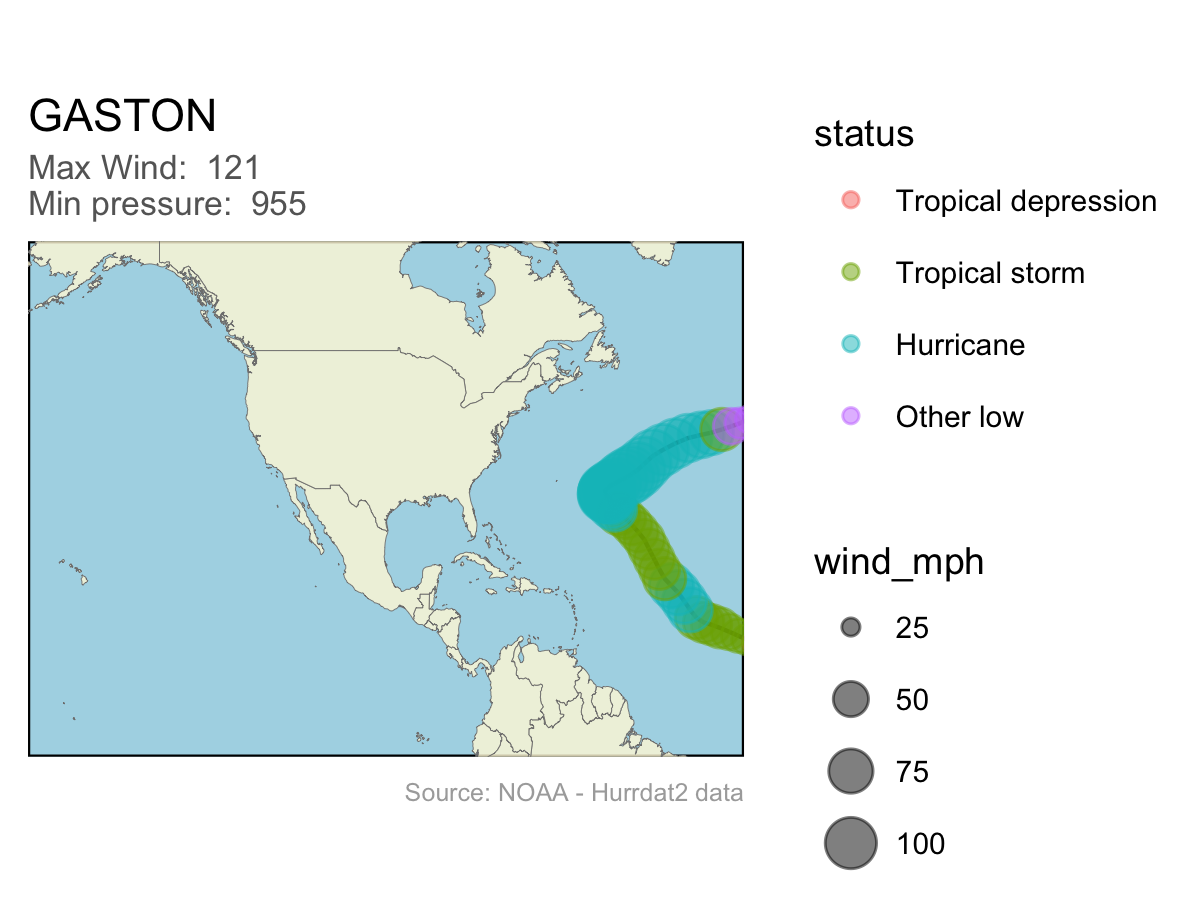 GASTON
Max Wind:  121
Min pressure:  955
status
Tropical depression
Tropical storm
Hurricane
Other low
wind_mph
25
50
75
100
Source: NOAA - Hurrdat2 data